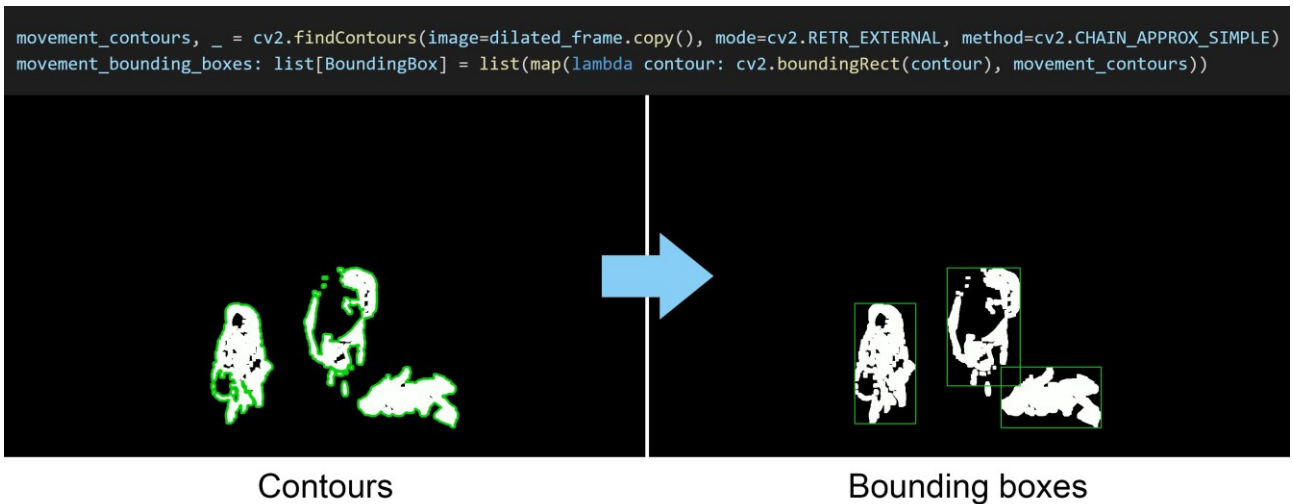 movement_contours, _ = cv2.findContours(image=dilated_frame.copy(), mode=cv2.RETR_EXTERNAL, method=cv2.CHAIN_APPROX_SIMPLE)
movement_bounding_boxes: list[BoundingBox] = list(map(lambda contour: cv2.boundingRect(contour), movement_contours))
Contours
Bounding boxes